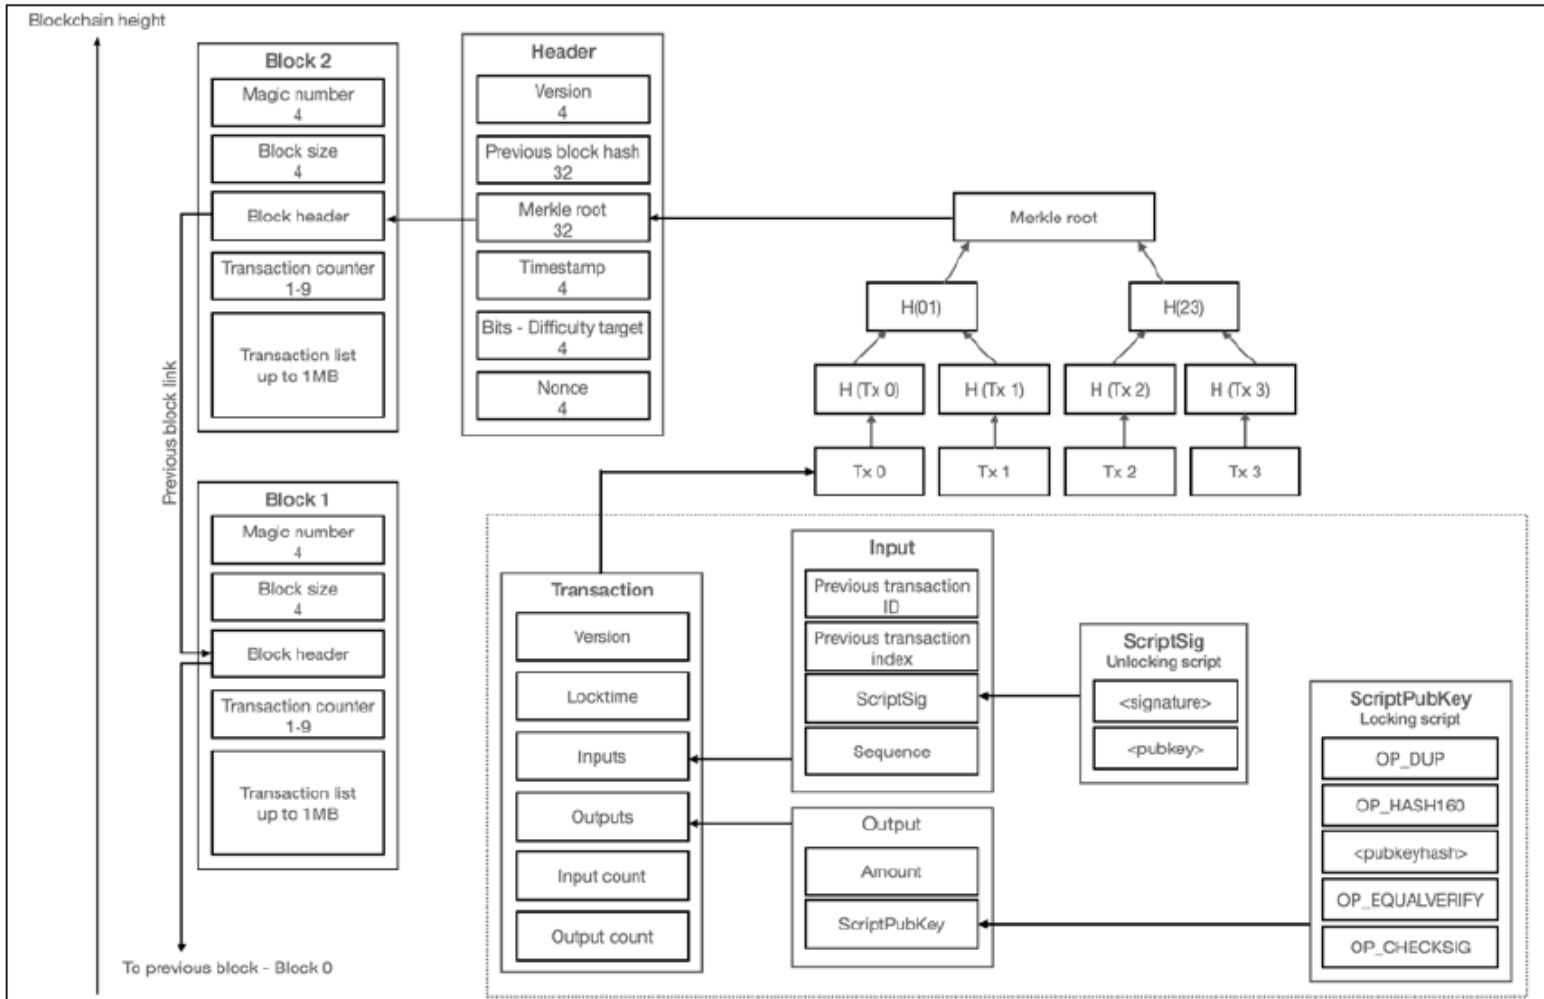 Blockchain height
Block 2
Magic number
4
Block size
4
Block header
Transaction counter
1-9
Transaction list
up to 1MB
Header
Version
4
Previous block hash
32
Merkle root
32
Timestamp
4
Bits - Difficulty target
4
Nonce
4
Merkle root
H(01)
H(23)
H (Tx 0)
H (Tx 1)
H (Tx 2)
H (Tx 3)
Tx 0
Tx 1
Tx 2
Tx 3
Previous block link
Block 1
Magic number
4
Block size
4
Block header
Transaction counter
1-9
Transaction list
up to 1MB
To previous block - Block 0
Transaction
Version
Locktime
Inputs
Outputs
Input count
Output count
Input
Previous transaction
ID
Previous transaction
index
ScriptSig
Sequence
Output
Amount
ScriptPubKey
ScriptSig
Unlocking script
<signature>
<pubkey>
ScriptPubKey
Locking script
OP_DUP
OP_HASH160
<pubkeyhash>
OP_EQUALVERIFY
OP_CHECKSIG